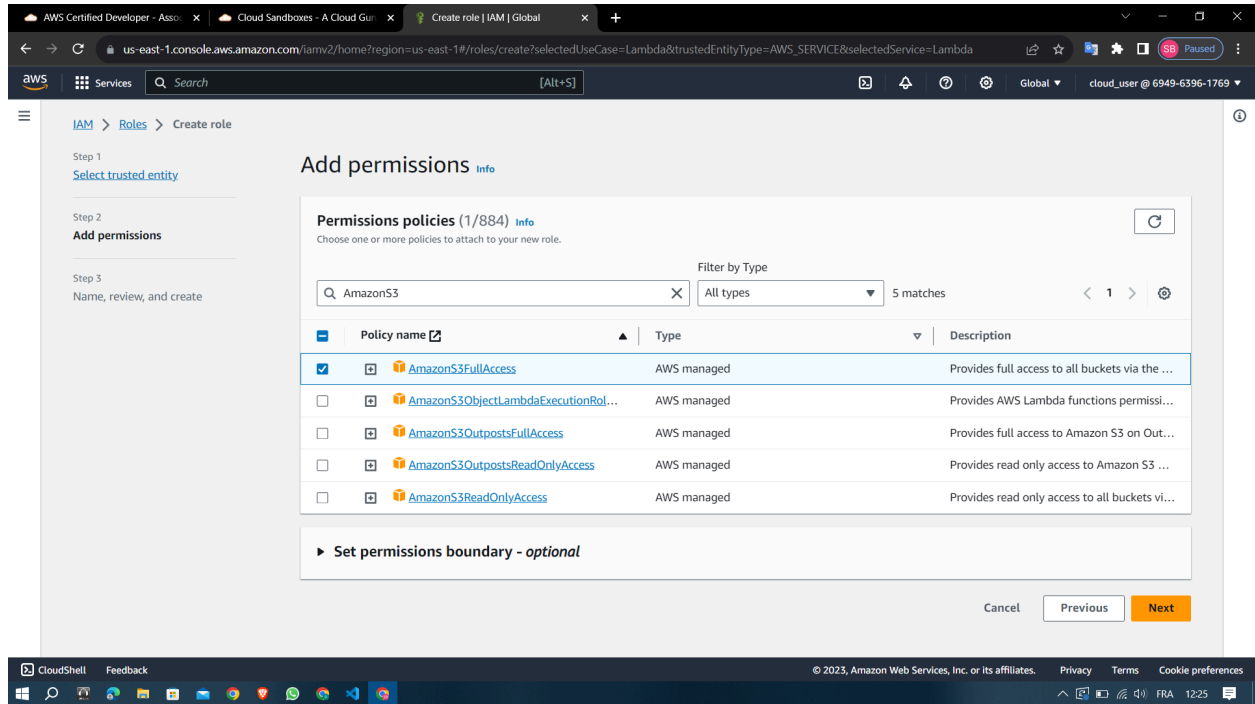 AWS Certified Developer - Asso
Cloud Sandboxes - A Cloud Gur
Create role | IAM | Global
us-east-1.console.aws.amazon.com/iamv2/home?region=us-east-1#/roles/create?selectedUseCase=Lambda&trustedEntityType=AWS_SERVICE&selectedService=Lambda
SB Paused
aws Services Search [Alt+S] Global cloud_user @ 6949-6396-1769
IAM > Roles > Create role
Step 1
Select trusted entity
Step 2
Add permissions
Step 3
Name, review, and create
Add permissions Info
Permissions policies (1/884) Info
Choose one or more policies to attach to your new role.
Filter by Type
AmazonS3 All types 5 matches 1
Policy name Type Description
AmazonS3FullAccess AWS managed Provides full access to all buckets via the ...
AmazonS3ObjectLambdaExecutionRol... AWS managed Provides AWS Lambda functions permissi...
AmazonS3OutpostsFullAccess AWS managed Provides full access to Amazon S3 on Out...
AmazonS3OutpostsReadOnlyAccess AWS managed Provides read only access to Amazon S3 ...
AmazonS3ReadOnlyAccess AWS managed Provides read only access to all buckets vi...
Set permissions boundary - optional
Cancel Previous Next
CloudShell Feedback © 2023, Amazon Web Services, Inc. or its affiliates. Privacy Terms Cookie preferences
FRA 12:25